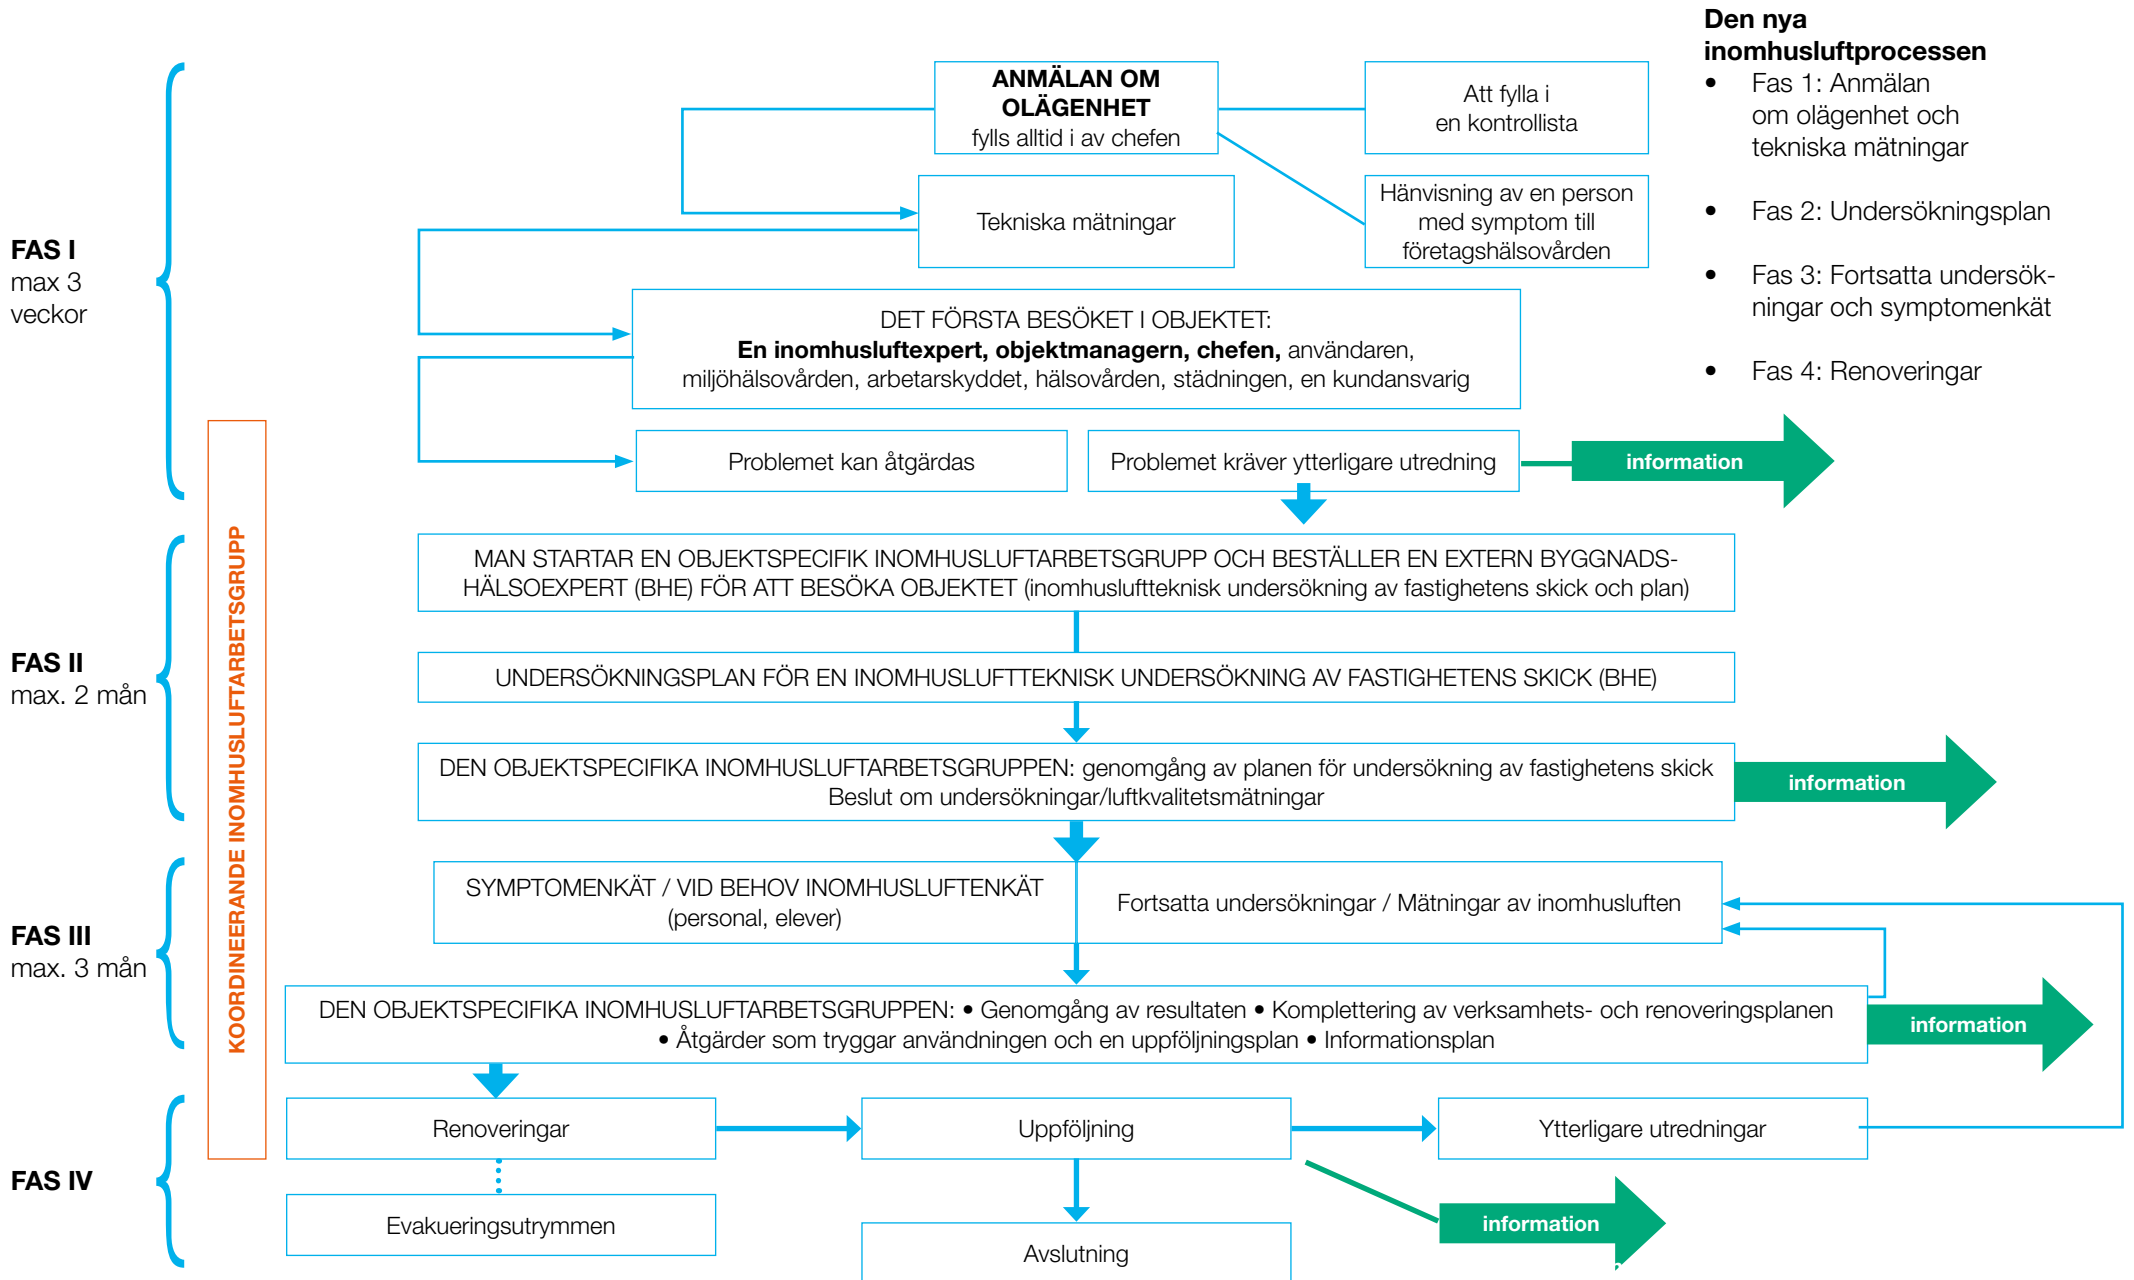 Den nya
inomhusluftprocessen
• Fas 1: Anmälan
om olägenhet och
tekniska mätningar
• Fas 2: Undersökningsplan
• Fas 3: Fortsatta undersök-
ningar och symptomenkät
• Fas 4: Renoveringar
FAS I
max 3
veckor
ANMÄLAN OM
OLÄGENHET
fylls alltid i av chefen
Att fylla i
en kontrollista
Tekniska mätningar
Hänvisning av en person
med symptom till
företagshälsovården
DET FÖRSTA BESÖKET I OBJEKTET:
En inomhusluftexpert, objektmanagern, chefen, användaren,
miljöhälsovården, arbetarskyddet, hälsovården, städningen, en kundansvarig
Problemet kan åtgärdas
Problemet kräver ytterligare utredning
information
KOORDINEERANDE INOMHUSLUFTARBETSGRUPP
FAS II
max. 2 mån
MAN STARTAR EN OBJEKTSPECIFIK INOMHUSLUFTARBETSGRUPP OCH BESTÄLLER EN EXTERN BYGGNADS-
HÄLSOEXPERT (BHE) FÖR ATT BESÖKA OBJEKTET (inomhusluftteknisk undersökning av fastighetens skick och plan)
UNDERSÖKNINGSPLAN FÖR EN INOMHUSLUFTTEKNISK UNDERSÖKNING AV FASTIGHETENS SKICK (BHE)
DEN OBJEKTSPECIFIKA INOMHUSLUFTARBETSGRUPPEN: genomgång av planen för undersökning av fastighetens skick
Beslut om undersökningar/luftkvalitetsmätningar
information
FAS III
max. 3 mån
SYMPTOMENKÄT / VID BEHOV INOMHUSLUFTENKÄT
(personal, elever)
Fortsatta undersökningar / Mätningar av inomhusluften
DEN OBJEKTSPECIFIKA INOMHUSLUFTARBETSGRUPPEN: • Genomgång av resultaten • Komplettering av verksamhets- och renoveringsplanen
• Åtgärder som tryggar användningen och en uppföljningsplan • Informationsplan
information
FAS IV
Renoveringar
Uppföljning
Ytterligare utredningar
Evakueringsutrymmen
Avslutning
information